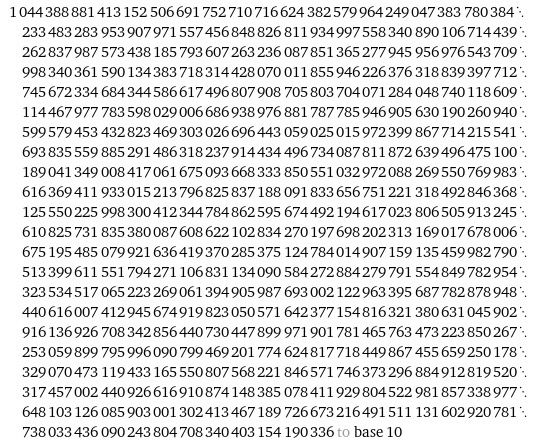 1 044 388 881 413 152 506 691 752 710 716 624 382 579 964 249 047 383 780 384⋱
233 483 283 953 907 971 557 456 848 826 811 934 997 558 340 890 106 714 439⋱
262 837 987 573 438 185 793 607 263 236 087 851 365 277 945 956 976 543 709⋱
998 340 361 590 134 383 718 314 428 070 011 855 946 226 376 318 839 397 712⋱
745 672 334 684 344 586 617 496 807 908 705 803 704 071 284 048 740 118 609⋱
114 467 977 783 598 029 006 686 938 976 881 787 785 946 905 630 190 260 940⋱
599 579 453 432 823 469 303 026 696 443 059 025 015 972 399 867 714 215 541⋱
693 835 559 885 291 486 318 237 914 434 496 734 087 811 872 639 496 475 100⋱
189 041 349 008 417 061 675 093 668 333 850 551 032 972 088 269 550 769 983⋱
616 369 411 933 015 213 796 825 837 188 091 833 656 751 221 318 492 846 368⋱
125 550 225 998 300 412 344 784 862 595 674 492 194 617 023 806 505 913 245⋱
610 825 731 835 380 087 608 622 102 834 270 197 698 202 313 169 017 678 006⋱
675 195 485 079 921 636 419 370 285 375 124 784 014 907 159 135 459 982 790⋱
513 399 611 551 794 271 106 831 134 090 584 272 884 279 791 554 849 782 954⋱
323 534 517 065 223 269 061 394 905 987 693 002 122 963 395 687 782 878 948⋱
440 616 007 412 945 674 919 823 050 571 642 377 154 816 321 380 631 045 902⋱
916 136 926 708 342 856 440 730 447 899 971 901 781 465 763 473 223 850 267⋱
253 059 899 795 996 090 799 469 201 774 624 817 718 449 867 455 659 250 178⋱
329 070 473 119 433 165 550 807 568 221 846 571 746 373 296 884 912 819 520⋱
317 457 002 440 926 616 910 874 148 385 078 411 929 804 522 981 857 338 977⋱
648 103 126 085 903 001 302 413 467 189 726 673 216 491 511 131 602 920 781⋱
738 033 436 090 243 804 708 340 403 154 190 336 to base 10